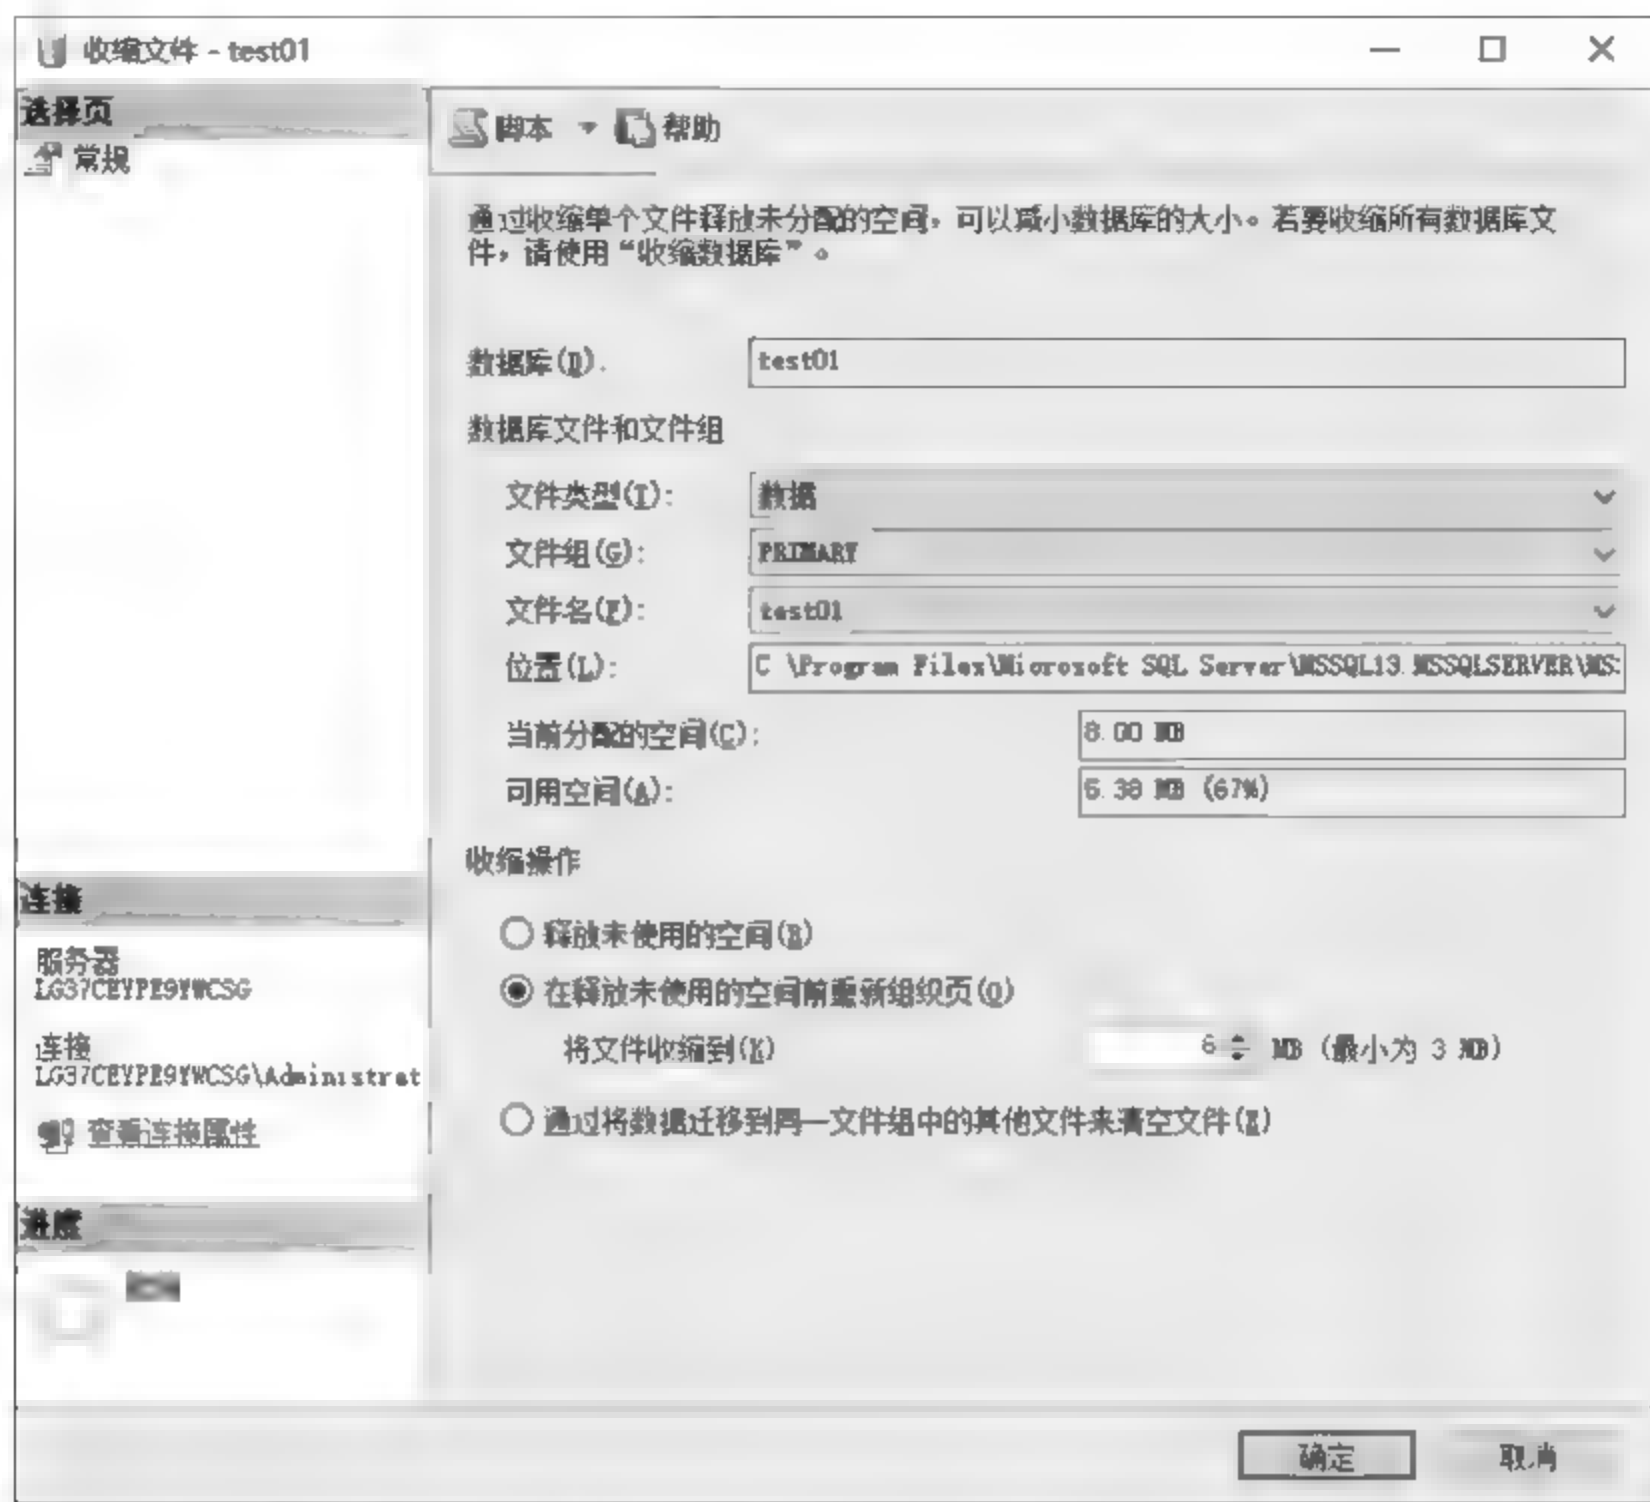 收缩文件 - test01
选择页
常规
脚本 帮助
通过收缩单个文件释放未分配的空间，可以减小数据库的大小。若要收缩所有数据库文
件，请使用“收缩数据库”。
数据库(D): test01
数据库文件和文件组
文件类型(T): 数据
文件组(G): PRIMARY
文件名(F): test01
位置(L): C:\Program Files\Microsoft SQL Server\MSSQL13.MSSQLSERVER\MS
当前分配的空间(C): 8.00 MB
可用空间(A): 5.38 MB (67%)
收缩操作
释放未使用的空间(R)
在释放未使用的空间前重新组织页(O)
将文件收缩到(K) 6 MB (最小为 3 MB)
通过将数据迁移到同一文件组中的其他文件来清空文件(E)
连接
服务器
LG37CEYPE9YWCSG
连接
LG37CEYPE9YWCSG\Administrat
查看连接属性
进度
确定 取消